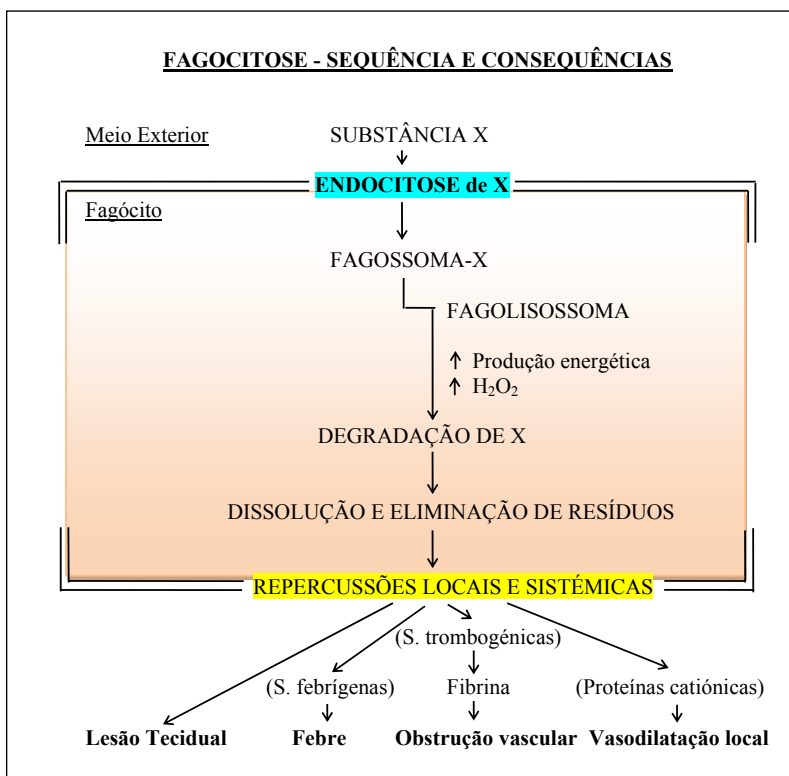 FAGOCITOSE - SEQUÊNCIA E CONSEQUÊNCIAS
Meio Exterior
SUBSTÂNCIA X
ENDOCITOSE de X
Fagócito
FAGOSSOMA-X
FAGOLISOSSOMA
↑ Produção energética
↑ H₂O₂
DEGRADAÇÃO DE X
DISSOLUÇÃO E ELIMINAÇÃO DE RESÍDUOS
REPERCUSSÕES LOCAIS E SISTÉMICAS
(S. trombogénicas)
(S. febrígenas) Fibrina (Proteínas catiónicas)
Lesão Tecidual Febre Obstrução vascular Vasodilatação local